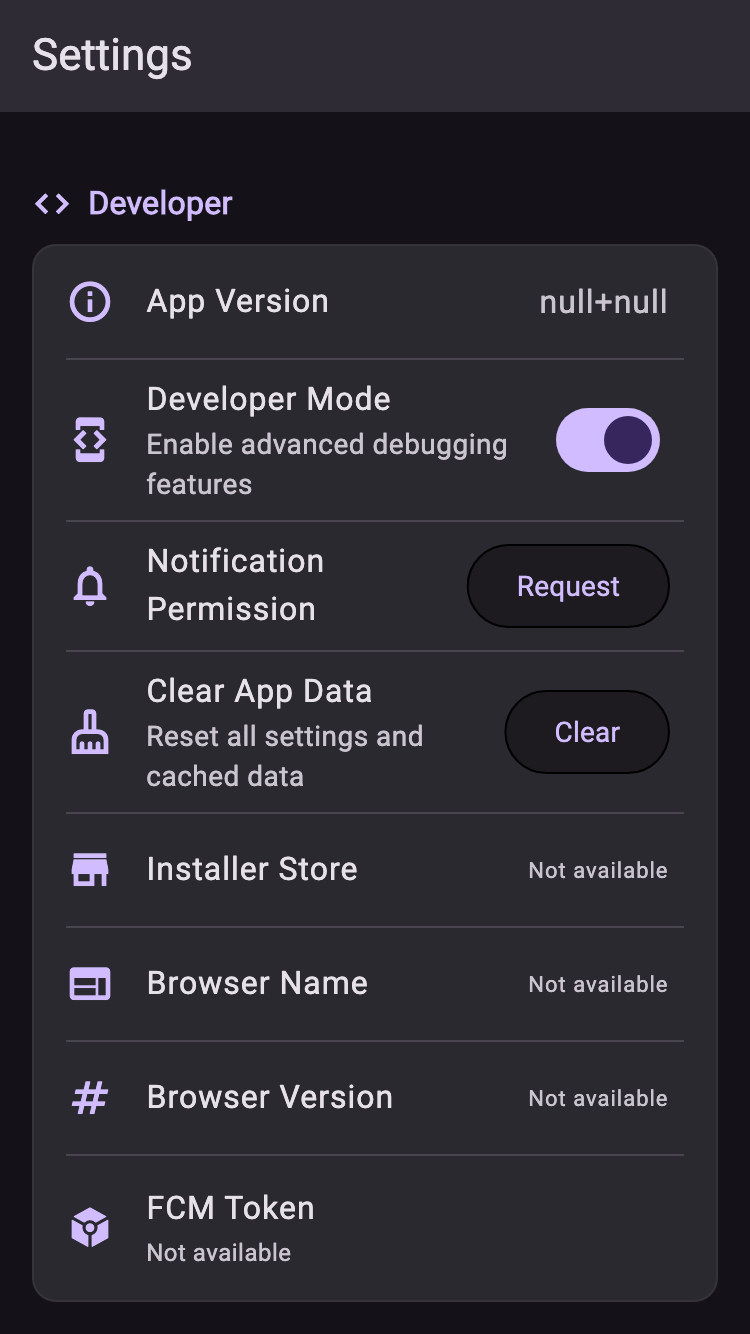 Settings
Developer
App Version
null+null
Developer Mode
Enable advanced debugging
features
Notification
Permission
Request
Clear App Data
Reset all settings and
cached data
Clear
Installer Store
Not available
Browser Name
Not available
Browser Version
Not available
FCM Token
Not available